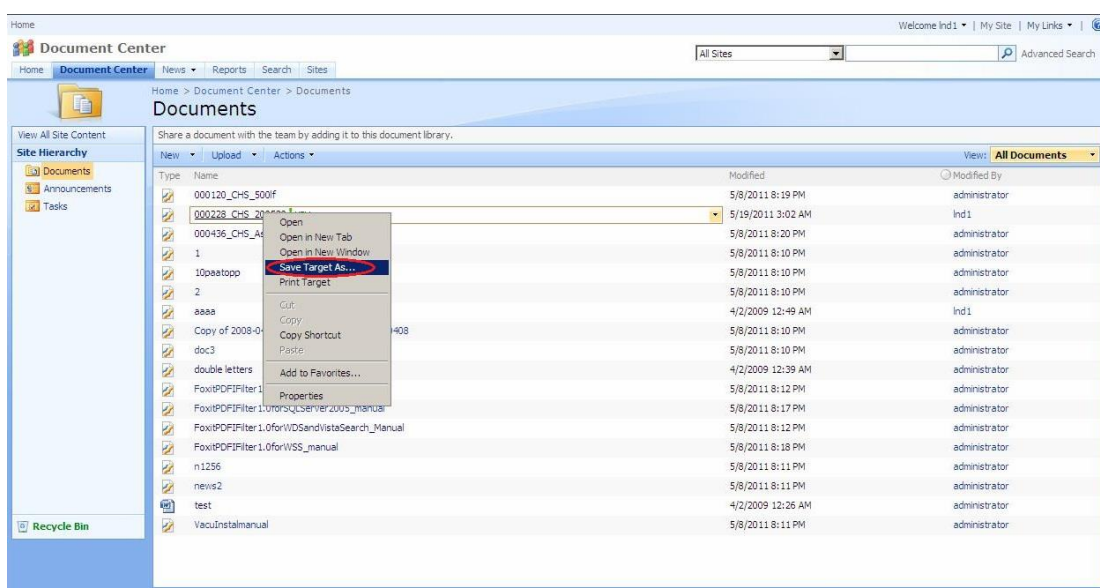 Home
Welcome lnd1 | My Site | My Links
Document Center
All Sites
Advanced Search
Home Document Center News Reports Search Sites
Home > Document Center > Documents
Documents
View All Site Content
Share a document with the team by adding it to this document library.
Site Hierarchy
New Upload Actions
View: All Documents
Documents
Announcements
Tasks
Type Name Modified Modified By
000120_CHS_500lf 5/8/2011 8:19 PM administrator
000228_CHS 5/19/2011 3:02 AM lnd1
000436_CHS_As 5/8/2011 8:20 PM administrator
1 5/8/2011 8:10 PM administrator
10paatopp 5/8/2011 8:10 PM administrator
2 5/8/2011 8:10 PM administrator
aaaa 4/2/2009 12:49 AM lnd1
Copy of 2008-0 408 5/8/2011 8:10 PM administrator
doc3 5/8/2011 8:10 PM administrator
double letters 4/2/2009 12:39 AM administrator
FoxitPDFIFilter1 5/8/2011 8:12 PM administrator
FoxitPDFIFilter1.0forSQLServer2005_manual 5/8/2011 8:17 PM administrator
FoxitPDFIFilter1.0forWDSandVistaSearch_Manual 5/8/2011 8:12 PM administrator
FoxitPDFIFilter1.0forWSS_manual 5/8/2011 8:18 PM administrator
n1256 5/8/2011 8:11 PM administrator
news2 5/8/2011 8:11 PM administrator
test 4/2/2009 12:26 AM administrator
VacuInstalmanual 5/8/2011 8:11 PM administrator
Open
Open in New Tab
Open in New Window
Save Target As...
Print Target
Cut
Copy
Copy Shortcut
Paste
Add to Favorites...
Properties
Recycle Bin